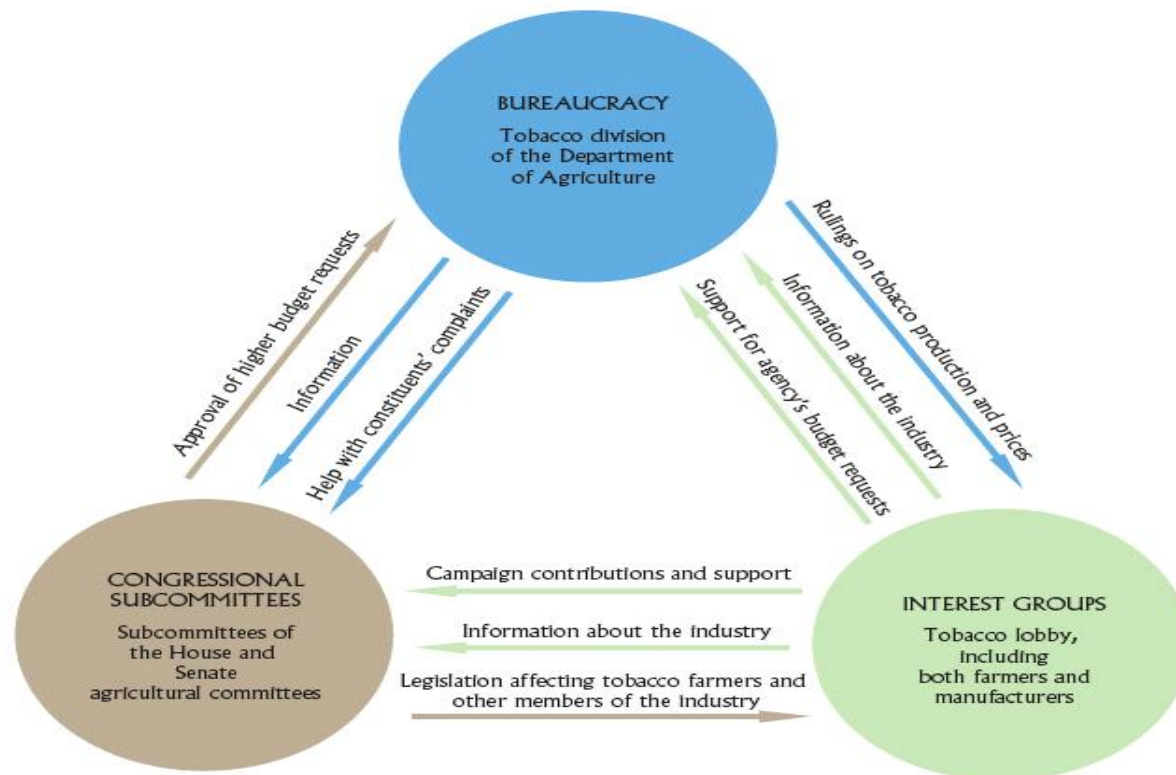 BUREAUCRACY
Tobacco division
of the Department
of Agriculture
Approval of higher budget requests
Information
Help with constituents' complaints
Support for agency's budget requests
Information about the industry
Rulings on tobacco production and prices
CONGRESSIONAL
SUBCOMMITTEES
Subcommittees of
the House and
Senate
agricultural committees
Campaign contributions and support
Information about the industry
Legislation affecting tobacco farmers and
other members of the industry
INTEREST GROUPS
Tobacco lobby,
including
both farmers and
manufacturers